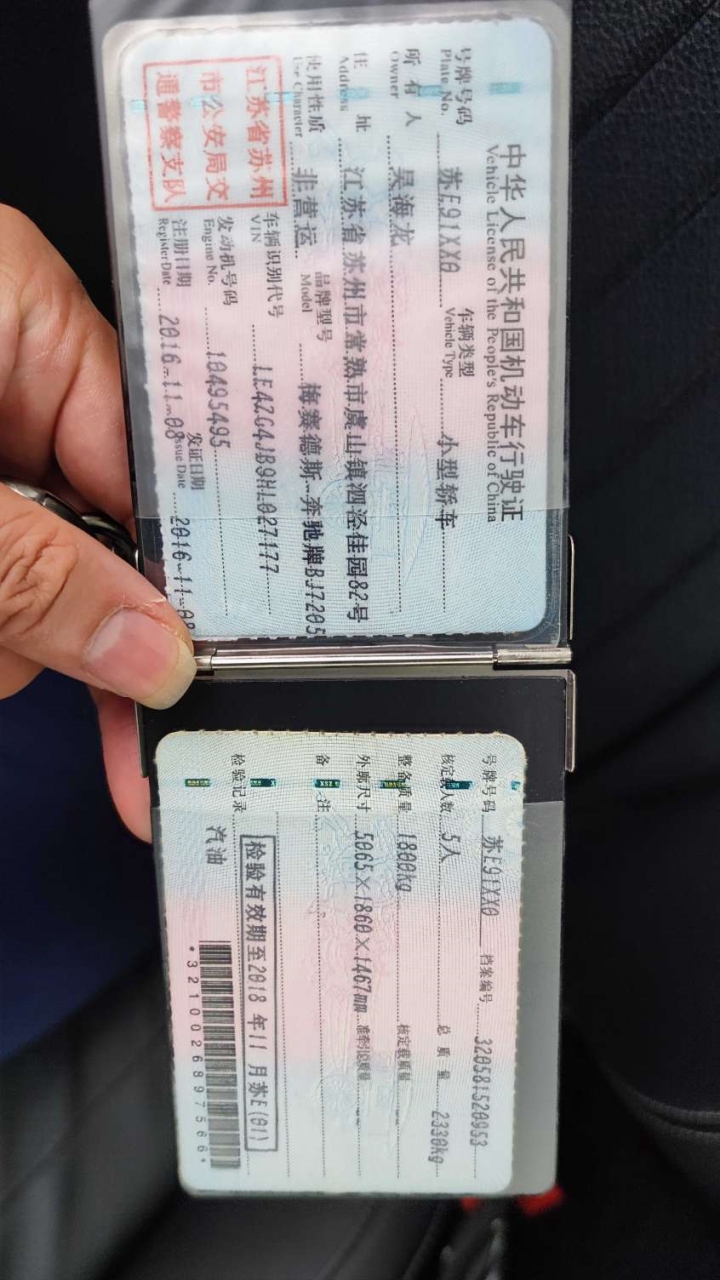 中华人民共和国机动车行驶证
Vehicle License of the People's Republic of China
号牌号码 苏E91XX0 车辆类型 小型轿车
Plate No. Vehicle Type
所有人 吴海龙
Owner
住址 江苏省苏州市常熟市虞山镇泗泾佳园82号
Address
使用性质 非营运 品牌型号 梅赛德斯-奔驰牌BJ7205
Use Character Model
江苏省苏州
市公安局交
通警察支队
车辆识别代号 LE4ZG4JB9HL027177
VIN
发动机号码 10495495
Engine No.
注册日期 2016-11-08 发证日期 2016-11-08
Register Date Issue Date
号牌号码 苏E91XX0 档案编号 320581520953
核定载人数 5人 总质量 2330kg
整备质量 1800kg 核定载质量 --
外廓尺寸 5065×1860×1467mm 准牵引总质量 --
备注
检验有效期至2018年11月苏E(01)
检验记录
汽油
*3210026897566*